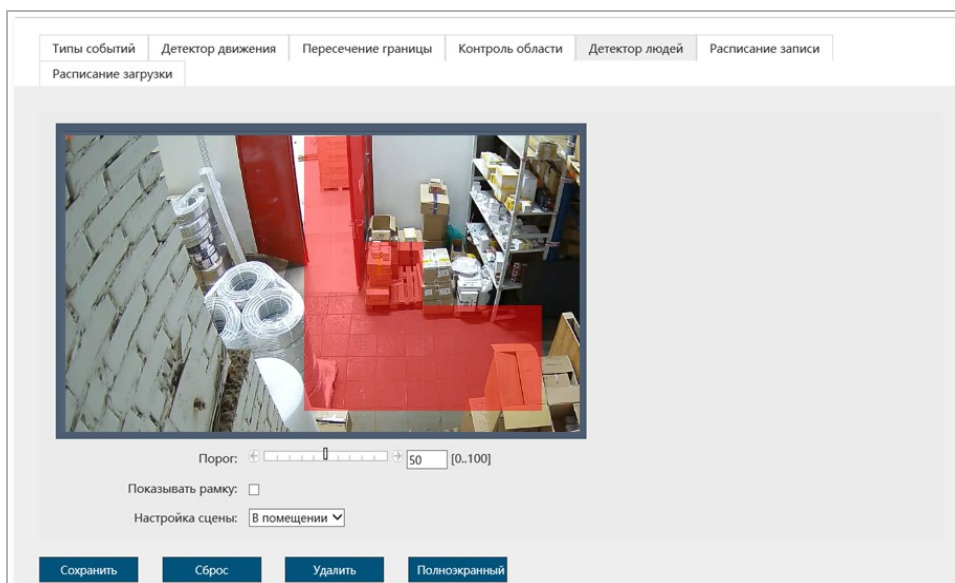 Типы событий Детектор движения Пересечение границы Контроль области Детектор людей Расписание записи
Расписание загрузки
Порог: 50 [0..100]
Показывать рамку:
Настройка сцены: В помещении
Сохранить Сброс Удалить Полноэкранный